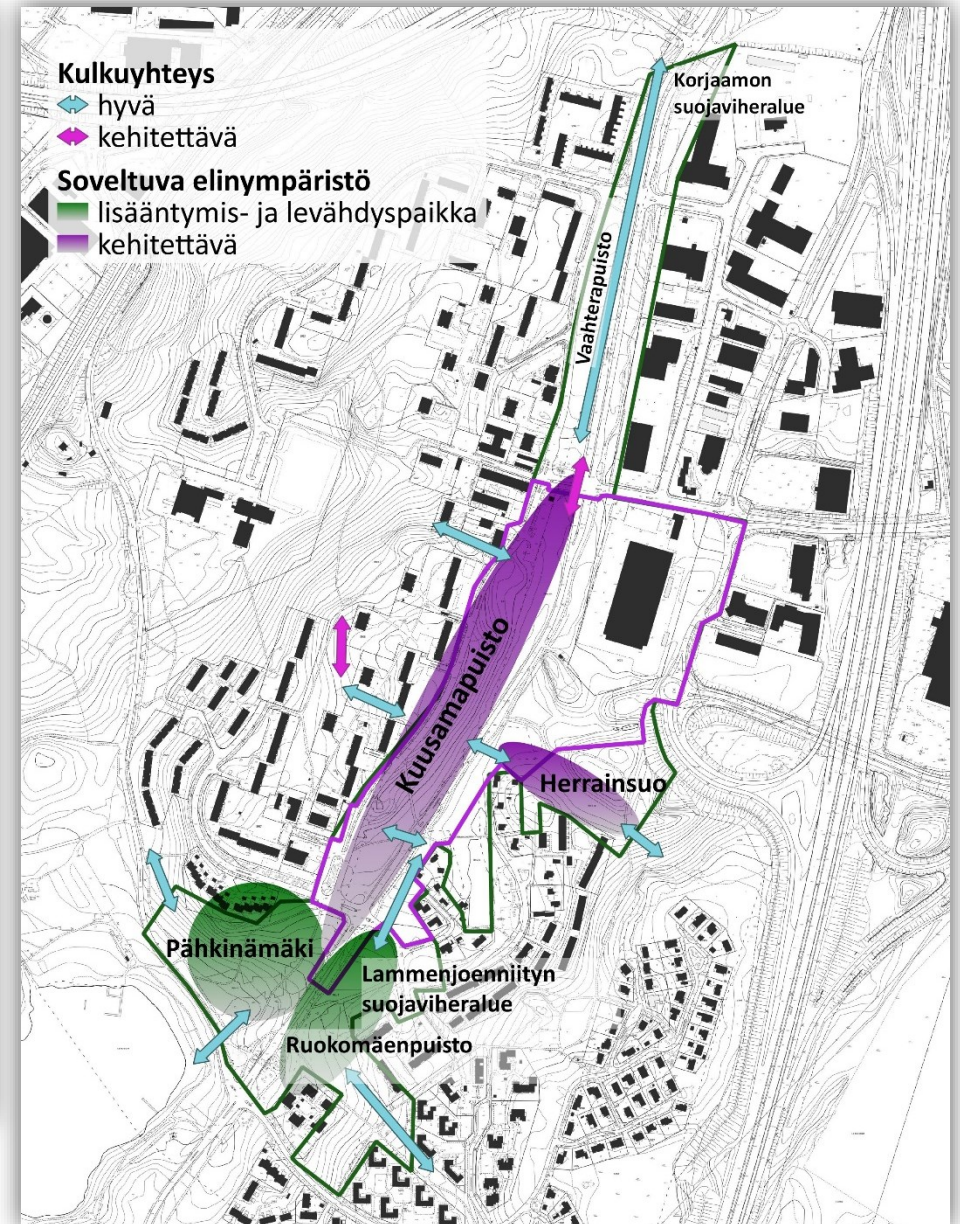 Kulkuyhteys
hyvä
kehitettävä
Soveltuva elinympäristö
lisääntymis- ja levähdyspaikka
kehitettävä
Korjaamon
suojaviheralue
Vaahterapuisto
Kuusamapuisto
Herrainsuo
Pähkinämäki
Lammenjoenniityn
suojaviheralue
Ruokomäenpuisto